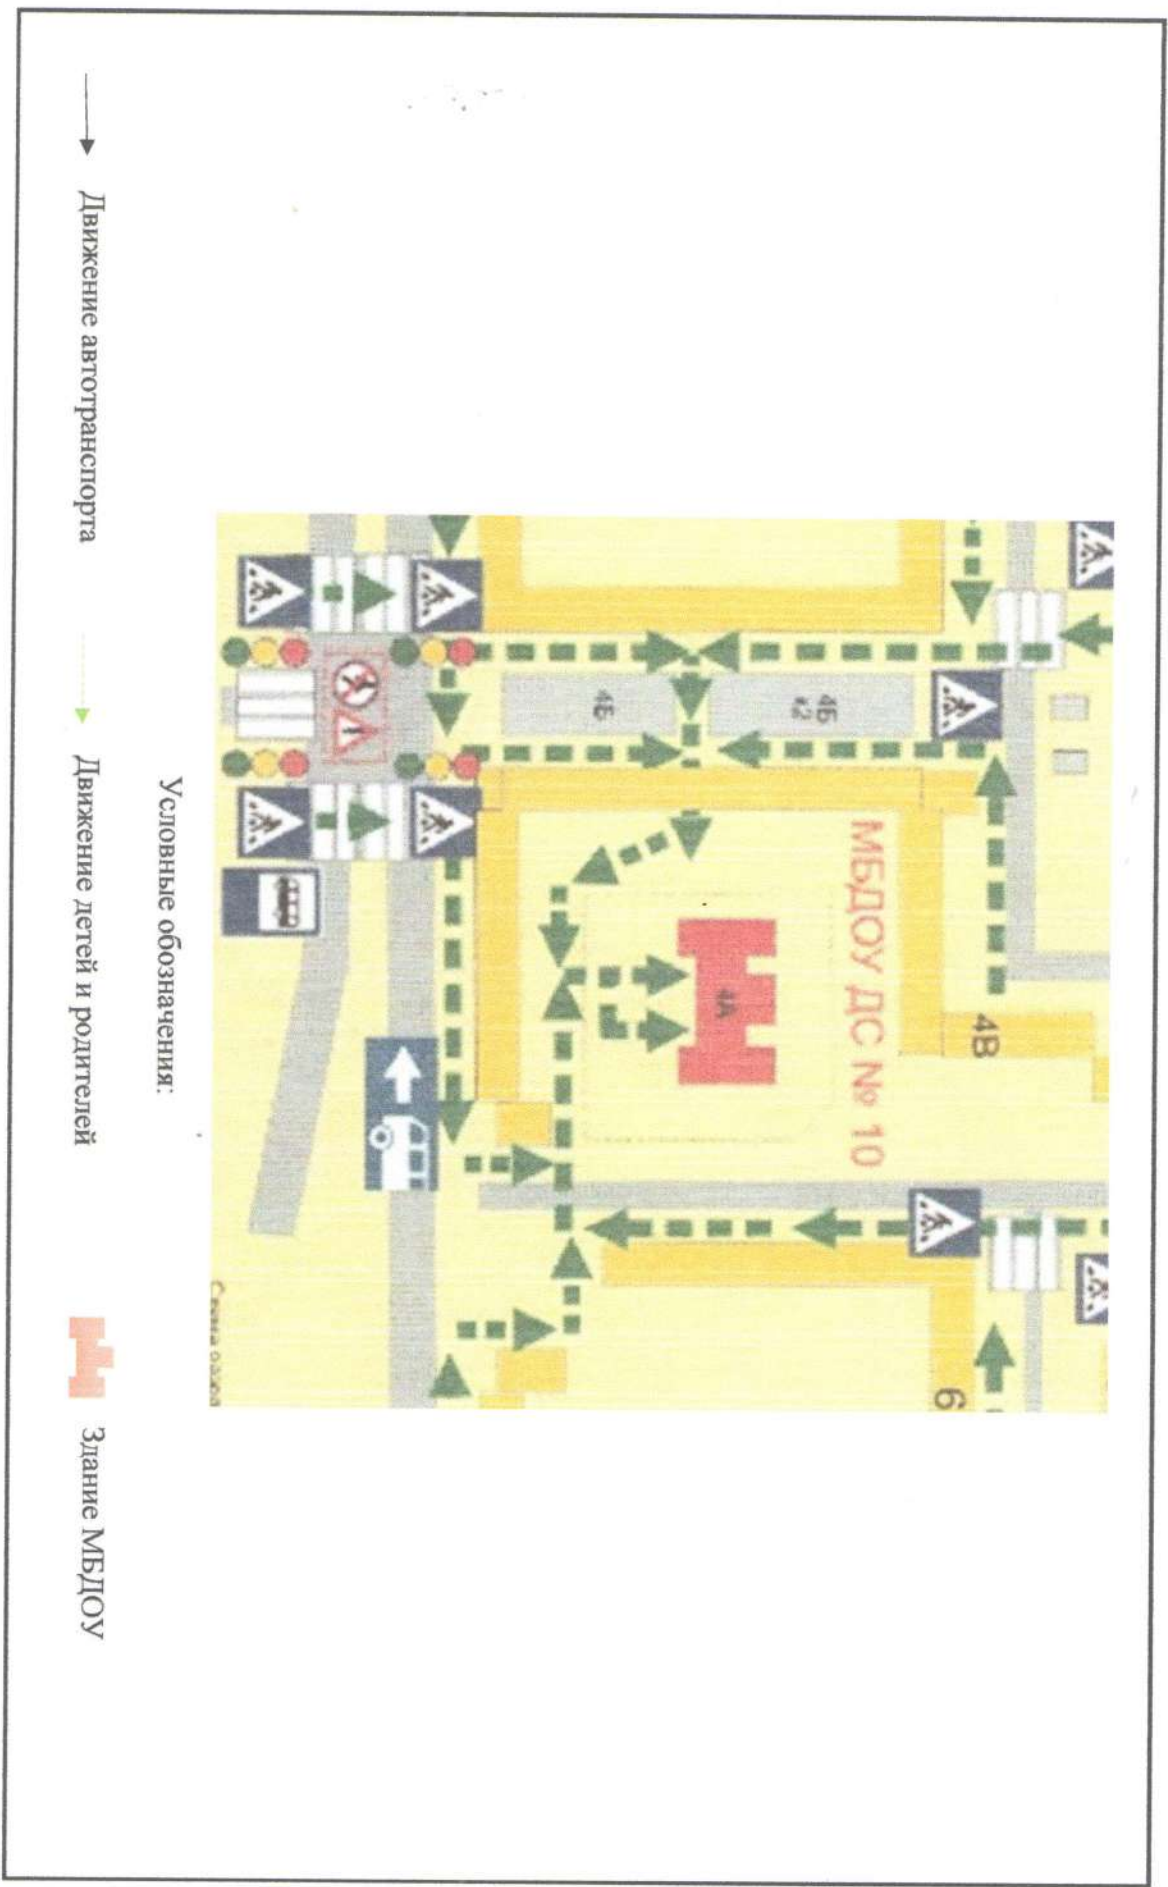 МБДОУ ДС № 10
4В
4Б
к2
4Б
4А
6
Условные обозначения:
Движение автотранспорта
Движение детей и родителей
Здание МБДОУ